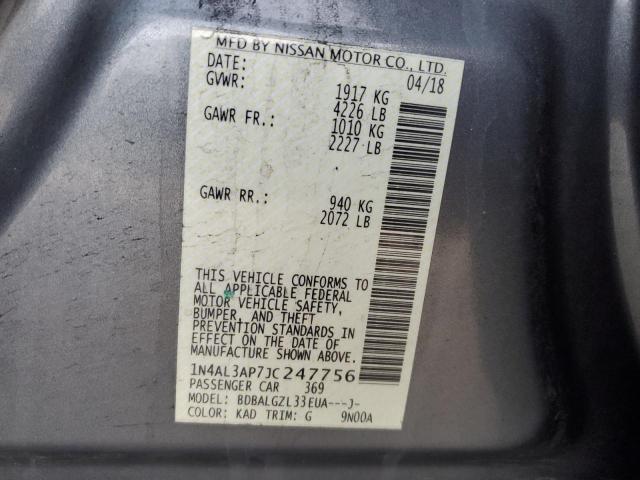 MFD BY NISSAN MOTOR CO., LTD.
DATE: 04/18
GVWR: 1917 KG
4226 LB
GAWR FR.: 1010 KG
2227 LB
GAWR RR.: 940 KG
2072 LB
THIS VEHICLE CONFORMS TO
ALL APPLICABLE FEDERAL
MOTOR VEHICLE SAFETY,
BUMPER, AND THEFT
PREVENTION STANDARDS IN
EFFECT ON THE DATE OF
MANUFACTURE SHOWN ABOVE.
1N4AL3AP7JC247756
PASSENGER CAR 369
MODEL: BDBALGZL33EUA---J-
COLOR: KAD TRIM: G 9N00A